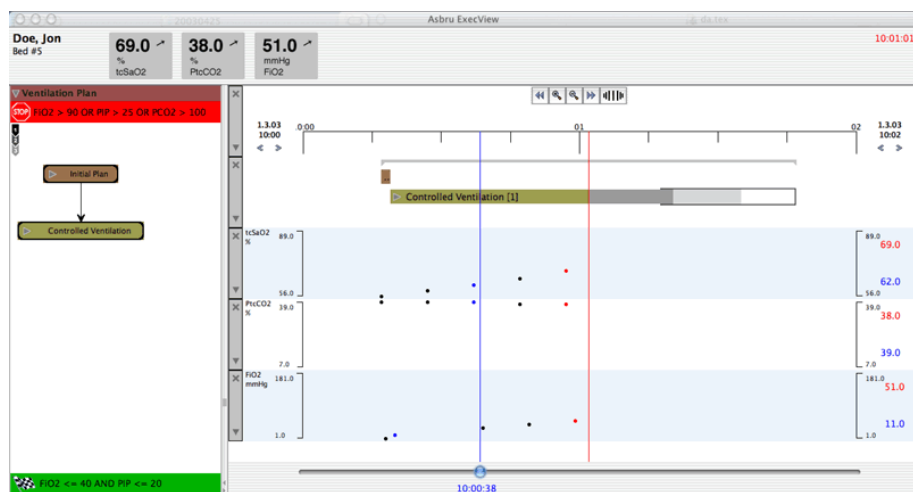 Asbru ExecView
Doe, Jon
Bed #5
69.0
%
tcSaO2
38.0
%
PtcCO2
51.0
mmHg
FiO2
10:01:01
Ventilation Plan
STOP FiO2 > 90 OR PIP > 25 OR PCO2 > 100
Initial Plan
Controlled Ventilation
1.3.03
10:00
0:00
01
02
1.3.03
10:02
Controlled Ventilation [1]
tcSaO2
%
89.0
56.0
89.0
56.0
69.0
62.0
PtcCO2
%
39.0
7.0
39.0
7.0
38.0
39.0
FiO2
mmHg
181.0
1.0
181.0
1.0
51.0
11.0
FiO2 <= 40 AND PIP <= 20
10:00:38